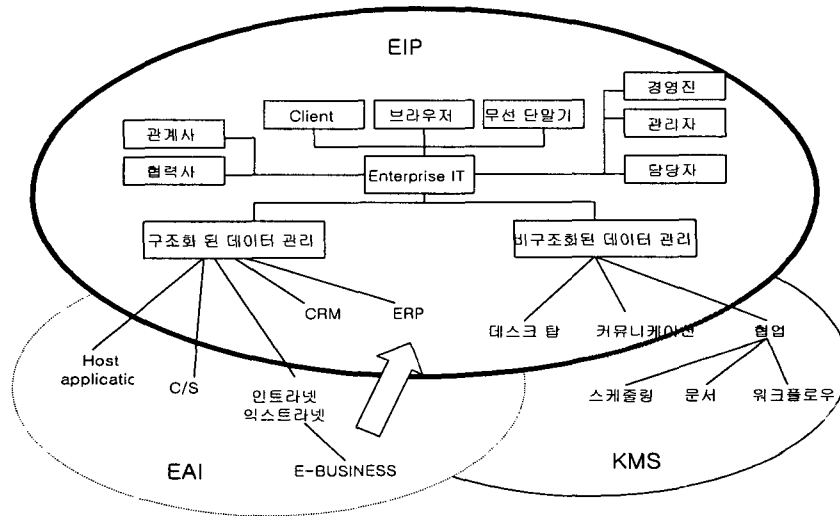 EIP
경영진
Client
브라우저
무선 단말기
관계사
관리자
협력사
Enterprise IT
담당자
구조화 된 데이터 관리
비구조화된 데이터 관리
CRM
ERP
데스크 탑
커뮤니케이션
협업
Host
applicatic
C/S
인트라넷
익스트라넷
스케줄링
문서
워크플로우
EAI
E-BUSINESS
KMS